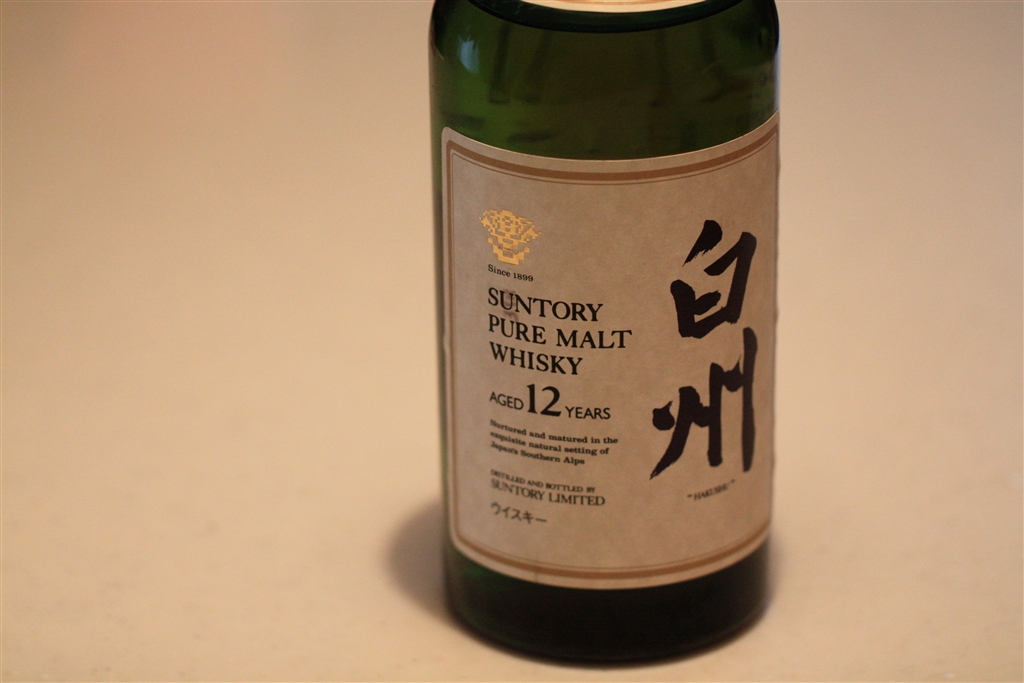 Since 1899
SUNTORY
PURE MALT
WHISKY
AGED 12 YEARS
Nurtured and matured in the
exquisite natural setting of
Japan's Southern Alps
DISTILLED AND BOTTLED BY
SUNTORY LIMITED
ウイスキー
白州
"HAKUSHU"